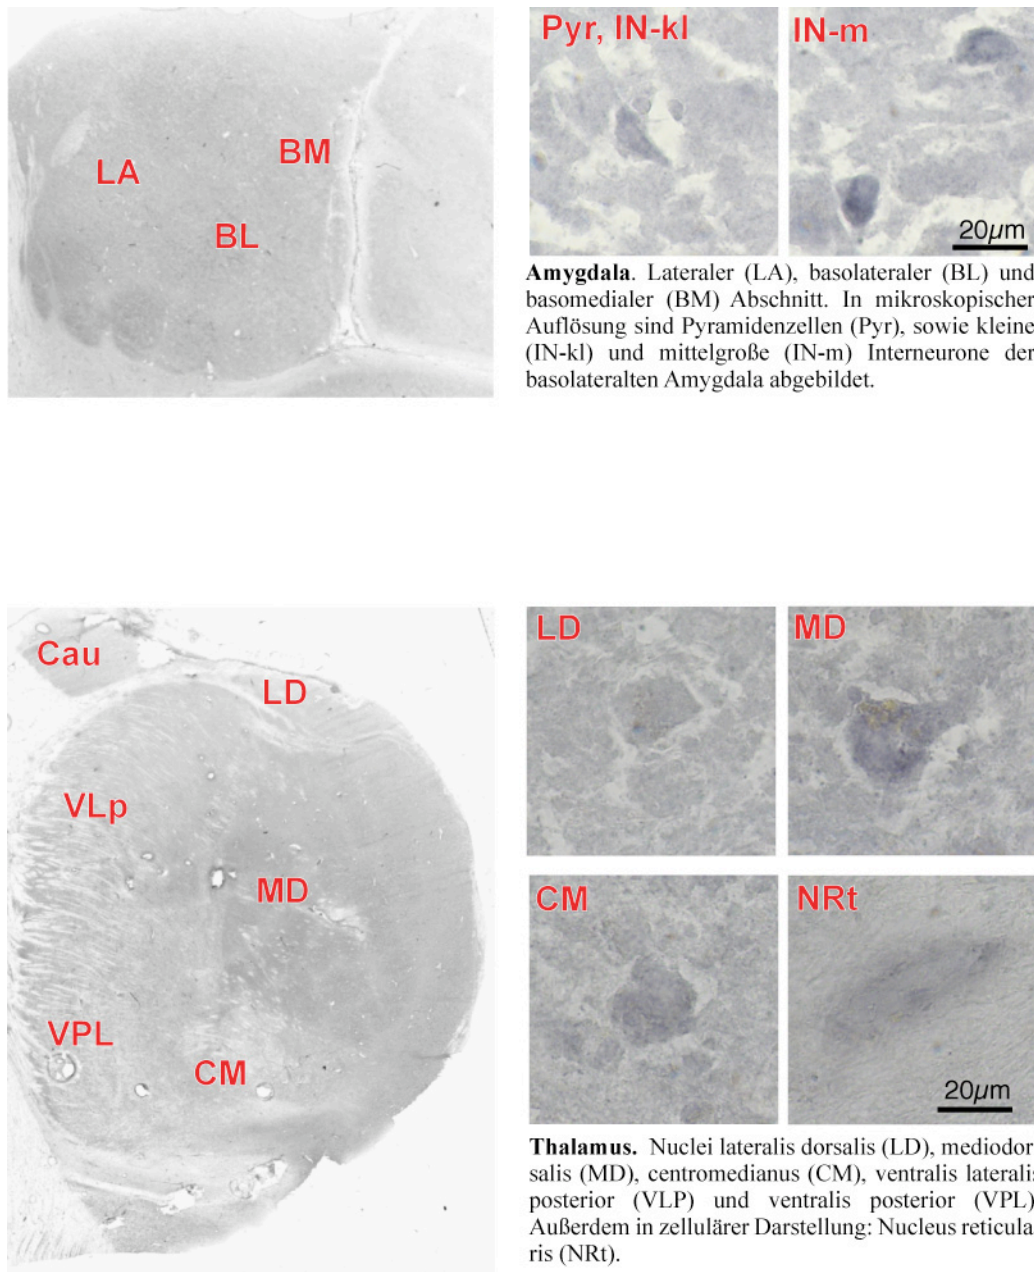 Pyr, IN-kl
IN-m
LA
BM
BL
20µm
Amygdala. Lateraler (LA), basolateraler (BL) und
basomedialer (BM) Abschnitt. In mikroskopischer
Auflösung sind Pyramidenzellen (Pyr), sowie kleine
(IN-kl) und mittelgroße (IN-m) Interneurone der
basolateralten Amygdala abgebildet.
Cau
LD
VLp
MD
VPL
CM
LD
MD
CM
NRt
20µm
Thalamus. Nuclei lateralis dorsalis (LD), mediodor
salis (MD), centromedianus (CM), ventralis lateralis
posterior (VLP) und ventralis posterior (VPL)
Außerdem in zellulärer Darstellung: Nucleus reticula
ris (NRt).